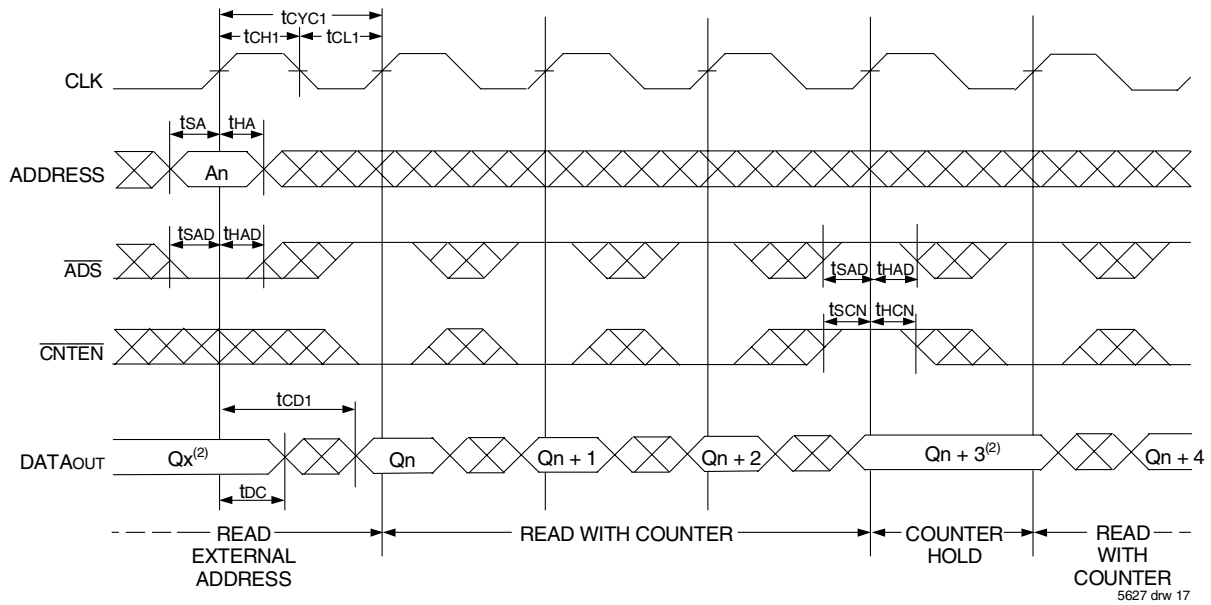 tCYC1
tCH1 tCL1
CLK
tSA tHA
ADDRESS An
tSAD tHAD
ADS
tSAD tHAD
tSCN tHCN
CNTEN
tCD1
DATAOUT Qx(2) Qn Qn + 1 Qn + 2 Qn + 3(2) Qn + 4
tDC
READ EXTERNAL ADDRESS
READ WITH COUNTER
COUNTER HOLD
READ WITH COUNTER
5627 drw 17